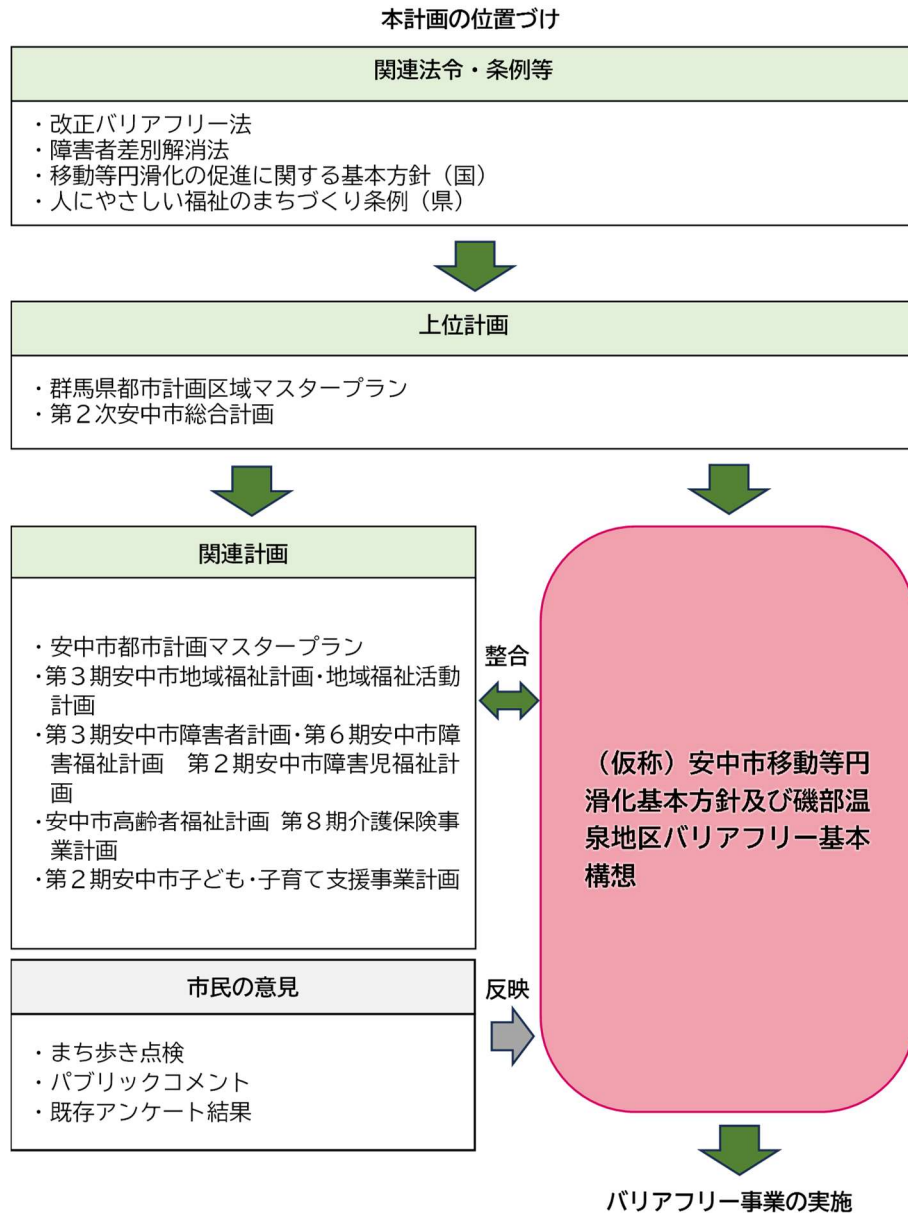 本計画の位置づけ
関連法令・条例等
・改正バリアフリー法
・障害者差別解消法
・移動等円滑化の促進に関する基本方針（国）
・人にやさしい福祉のまちづくり条例（県）
上位計画
・群馬県都市計画区域マスタープラン
・第２次安中市総合計画
関連計画
・安中市都市計画マスタープラン
・第３期安中市地域福祉計画・地域福祉活動
計画
・第３期安中市障害者計画・第６期安中市障
害福祉計画　第２期安中市障害児福祉計
画
・安中市高齢者福祉計画 第８期介護保険事
業計画
・第２期安中市子ども・子育て支援事業計画
整合
（仮称）安中市移動等円
滑化基本方針及び磯部温
泉地区バリアフリー基本
構想
市民の意見
・まち歩き点検
・パブリックコメント
・既存アンケート結果
反映
バリアフリー事業の実施